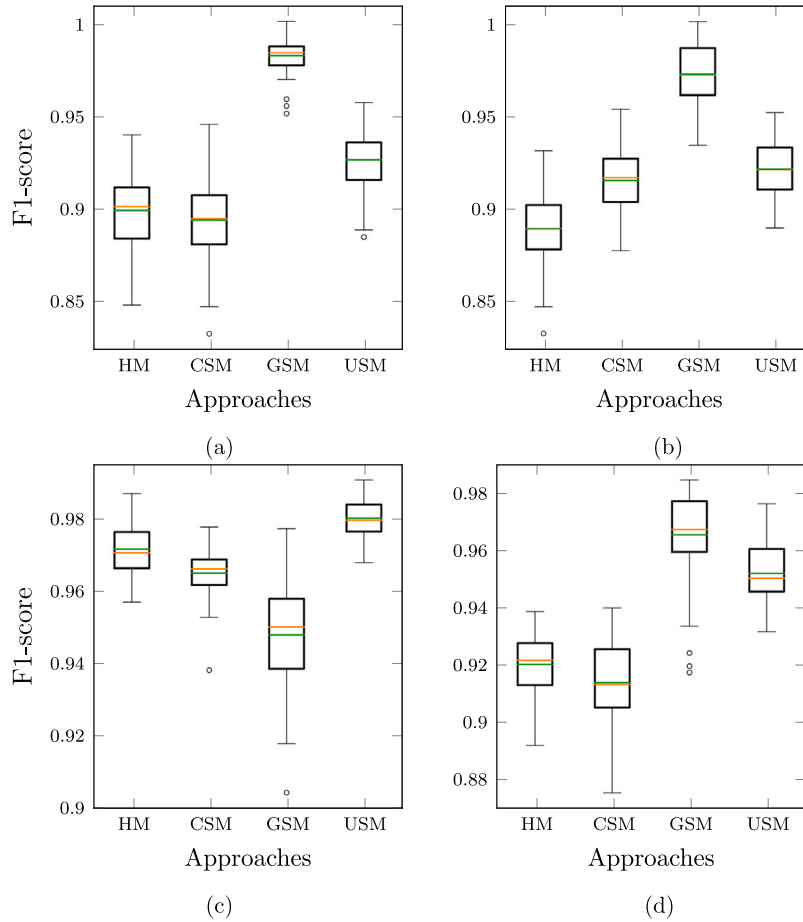 1
0.95
0.9
0.85
F1-score
HM CSM GSM USM
Approaches
(a)
1
0.95
0.9
0.85
HM CSM GSM USM
Approaches
(b)
0.98
0.96
0.94
0.92
0.9
F1-score
HM CSM GSM USM
Approaches
(c)
0.98
0.96
0.94
0.92
0.9
0.88
HM CSM GSM USM
Approaches
(d)